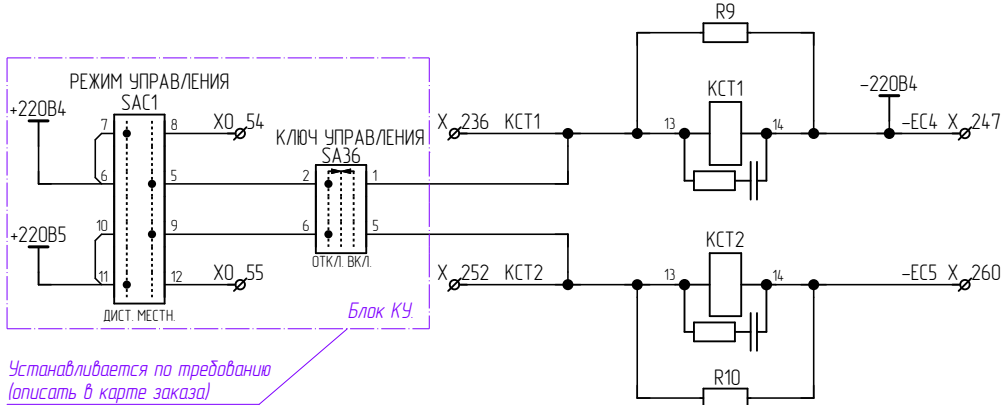 R9
РЕЖИМ УПРАВЛЕНИЯ
SAC1
+220В4
7
8
X0 54
6
5
+220В5
10
9
11
12
X0 55
ДИСТ. МЕСТН.
КЛЮЧ УПРАВЛЕНИЯ
SA36
2
1
6
5
ОТКЛ. ВКЛ.
Блок КУ.
Устанавливается по требованию
(описать в карте заказа)
X 236 КСТ1
КСТ1
13
14
-220В4
-ЕС4 X 247
X 252 КСТ2
КСТ2
13
14
-ЕС5 X 260
R10